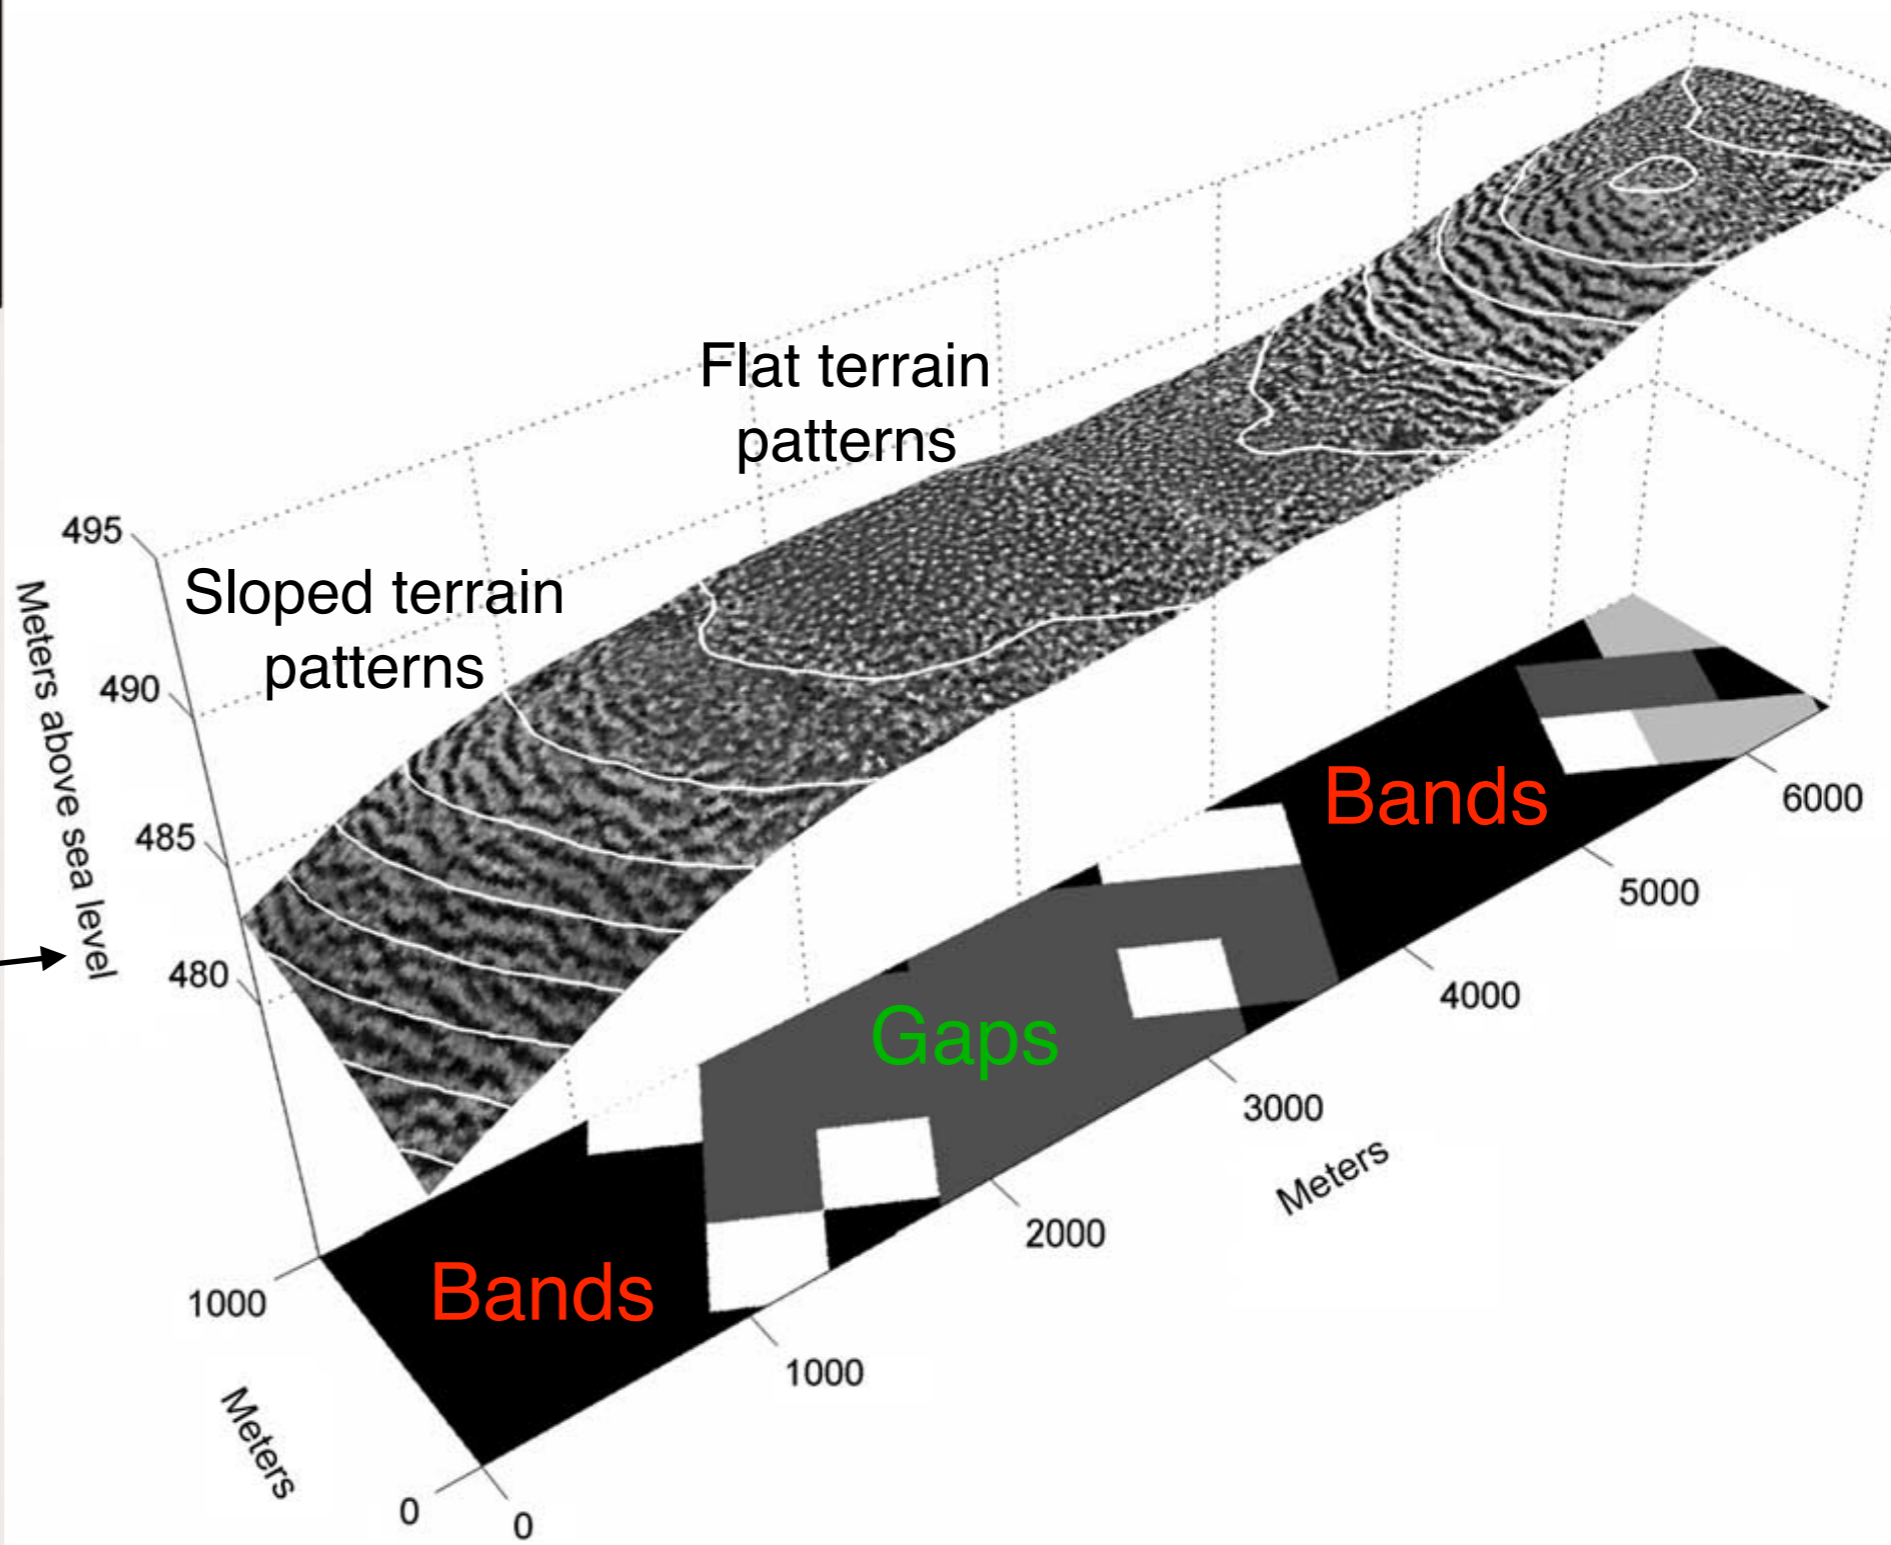 Flat terrain
patterns
Sloped terrain
patterns
495
490
485
480
Meters above sea level
Bands
Gaps
Bands
6000
5000
4000
3000
2000
1000
0
Meters
1000
0
Meters